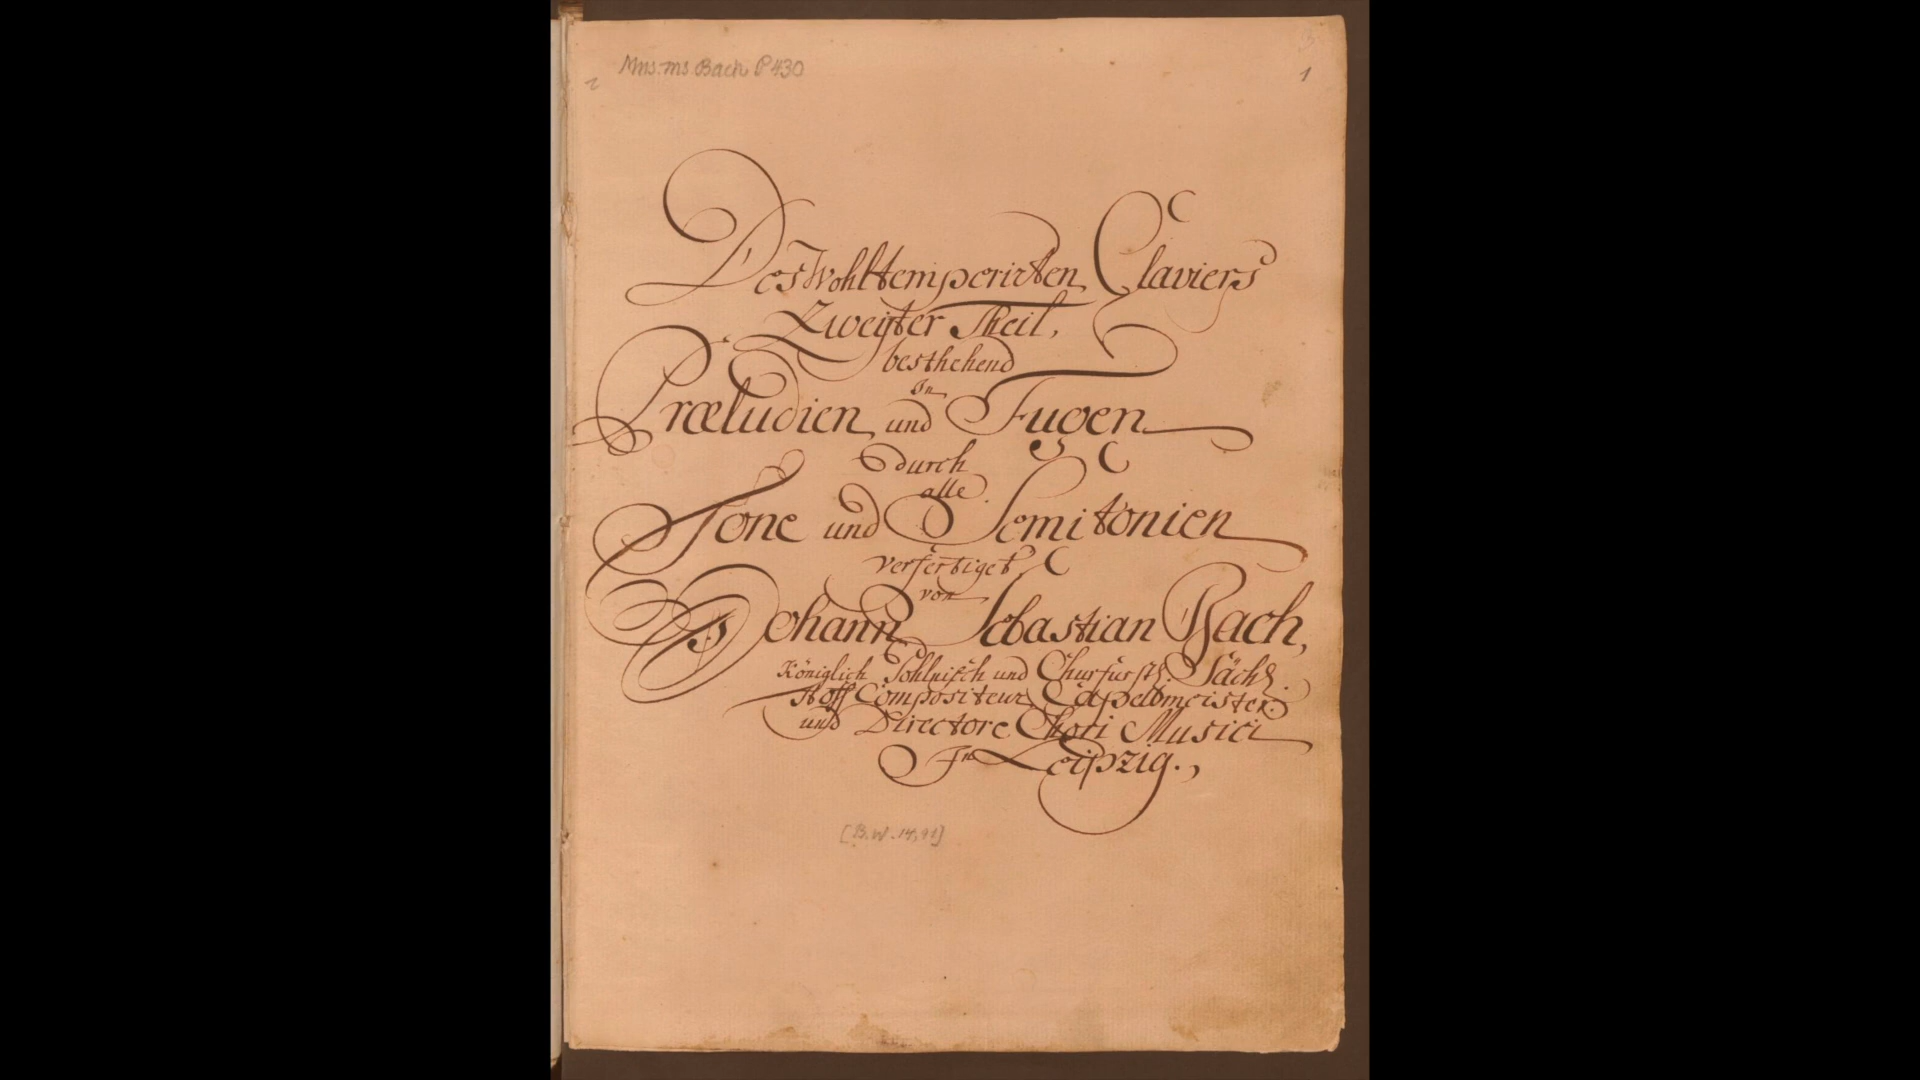 Mus. ms. Bach P 430
1
Des Wohltemperirten Claviers
Zweyter Theil,
besthehend
In
Præludien und Fugen
durch
alle
Tone und Semitonien
verfertiget
von
Johann Sebastian Bach,
Königlich Pohlnisch und Churfürstl. Sächs.
Hoff Compositeur, Capellmeister
und Directore Chori Musici
In Leipzig.
[B.W. 14, 91]